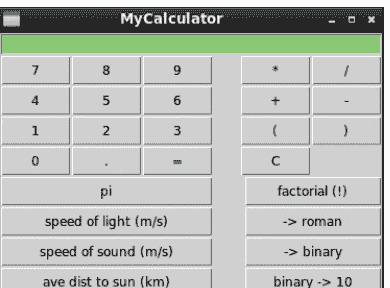 MyCalculator
7 8 9 * /
4 5 6 + -
1 2 3 ( )
0 . = C
pi factorial (!)
speed of light (m/s) -> roman
speed of sound (m/s) -> binary
ave dist to sun (km) binary -> 10